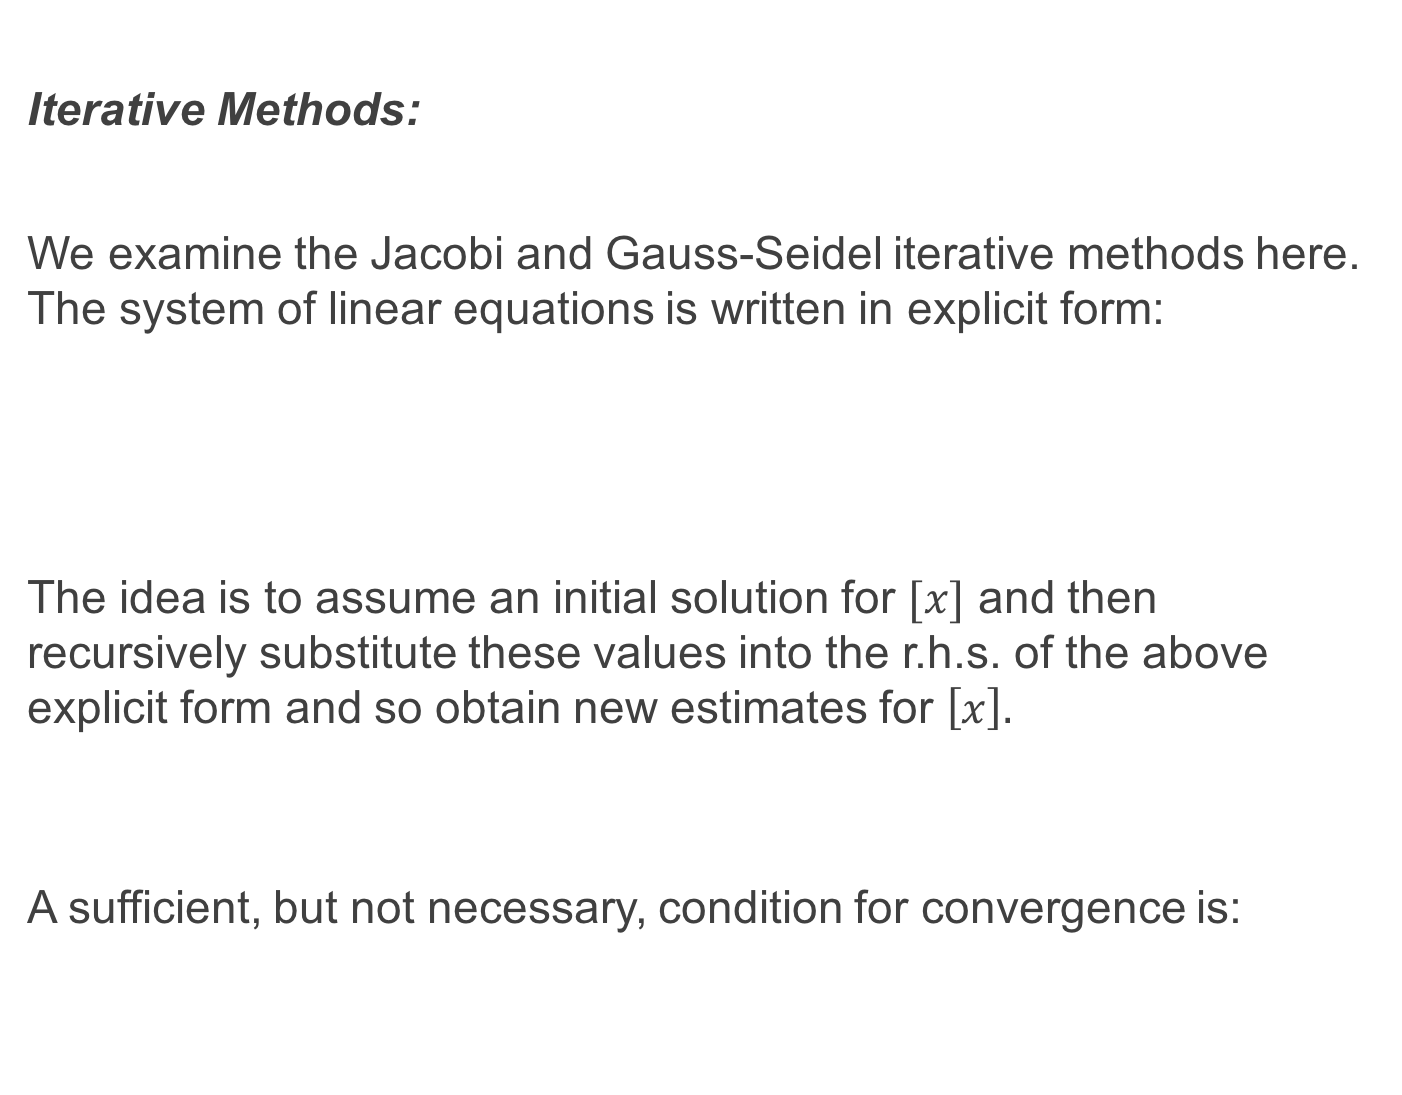 Iterative Methods:
We examine the Jacobi and Gauss-Seidel iterative methods here.
The system of linear equations is written in explicit form:
The idea is to assume an initial solution for [x] and then
recursively substitute these values into the r.h.s. of the above
explicit form and so obtain new estimates for [x].
A sufficient, but not necessary, condition for convergence is: